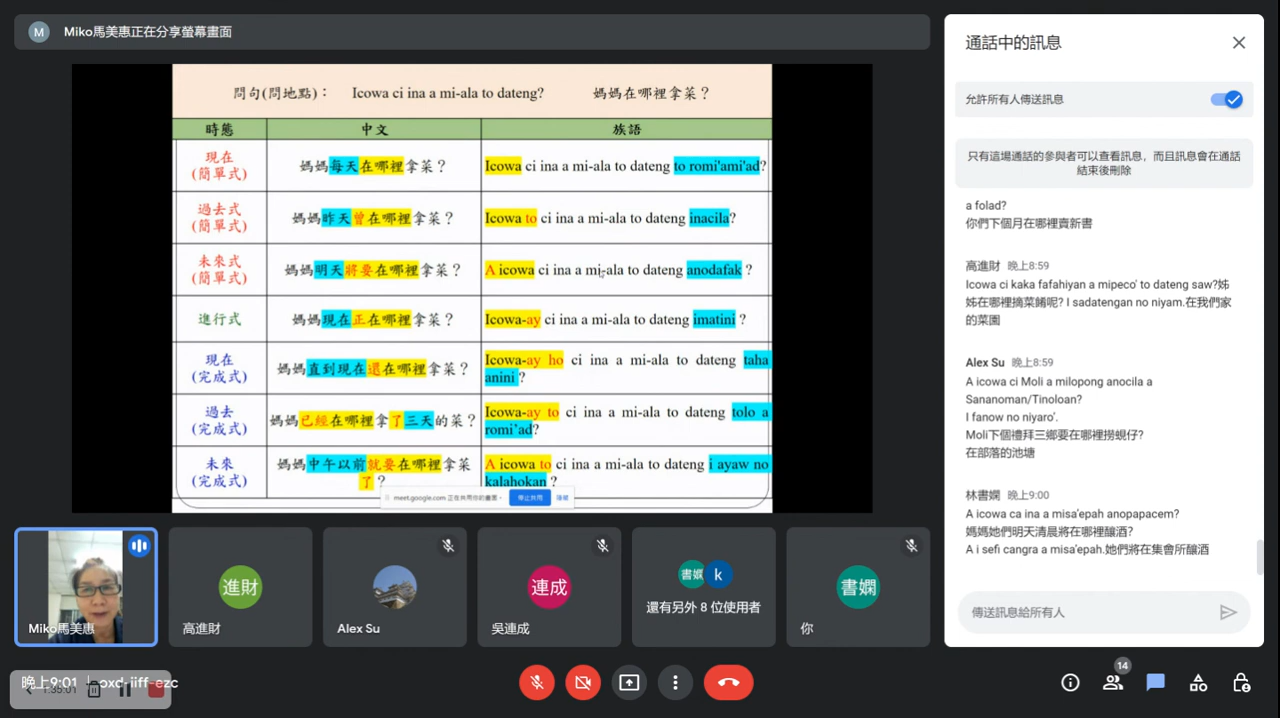 M Miko馬美惠正在分享螢幕畫面
問句(問地點)： Icowa ci ina a mi-ala to dateng? 媽媽在哪裡拿菜？
時態 中文 族語
現在
(簡單式)
媽媽每天在哪裡拿菜？
Icowa ci ina a mi-ala to dateng to romi'ami'ad?
過去式
(簡單式)
媽媽昨天曾在哪裡拿菜？
Icowa to ci ina a mi-ala to dateng inacila?
未來式
(簡單式)
媽媽明天將要在哪裡拿菜？
A icowa ci ina a mi-ala to dateng anodafak ?
進行式
媽媽現在正在哪裡拿菜？
Icowa-ay ci ina a mi-ala to dateng imatini ?
現在
(完成式)
媽媽直到現在還在哪裡拿菜？
Icowa-ay ho ci ina a mi-ala to dateng taha
anini ?
過去
(完成式)
媽媽已經在哪裡拿了三天的菜？
Icowa-ay to ci ina a mi-ala to dateng tolo a
romi'ad?
未來
(完成式)
媽媽中午以前就要在哪裡拿菜
了？
A icowa to ci ina a mi-ala to dateng i ayaw no
kalahokan ?
meet.google.com 正在共用你的畫面。 停止共用 隱藏
Miko馬美惠
進財
高進財
Alex Su
連成
吳連成
書嫻 k
還有另外 8 位使用者
書嫻
你
晚上9:01
1:35:01
oxd-iiff-ezc
14
通話中的訊息
允許所有人傳送訊息
只有這場通話的參與者可以查看訊息，而且訊息會在通話
結束後刪除
a folad?
你們下個月在哪裡賣新書
高進財 晚上8:59
Icowa ci kaka fafahiyan a mipeco' to dateng saw?姊
姊在哪裡摘菜餚呢? I sadatengan no niyam.在我們家
的菜園
Alex Su 晚上8:59
A icowa ci Moli a milopong anocila a
Sananoman/Tinoloan?
I fanow no niyaro'.
Moli下個禮拜三鄉要在哪裡撈蜆仔?
在部落的池塘
林書嫻 晚上9:00
A icowa ca ina a misa'epah anopapacem?
媽媽她們明天清晨將在哪裡釀酒?
A i sefi cangra a misa'epah.她們將在集會所釀酒
傳送訊息給所有人